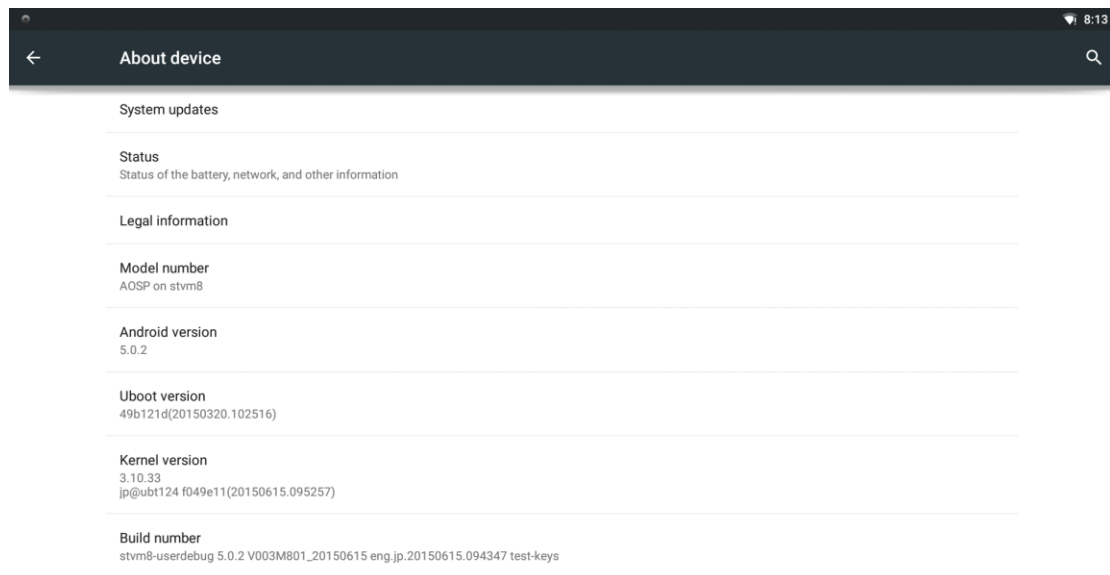 8:13
About device
System updates
Status
Status of the battery, network, and other information
Legal information
Model number
AOSP on stvm8
Android version
5.0.2
Uboot version
49b121d(20150320.102516)
Kernel version
3.10.33
jp@ubt124 f049e11(20150615.095257)
Build number
stvm8-userdebug 5.0.2 V003M801_20150615 eng.jp.20150615.094347 test-keys